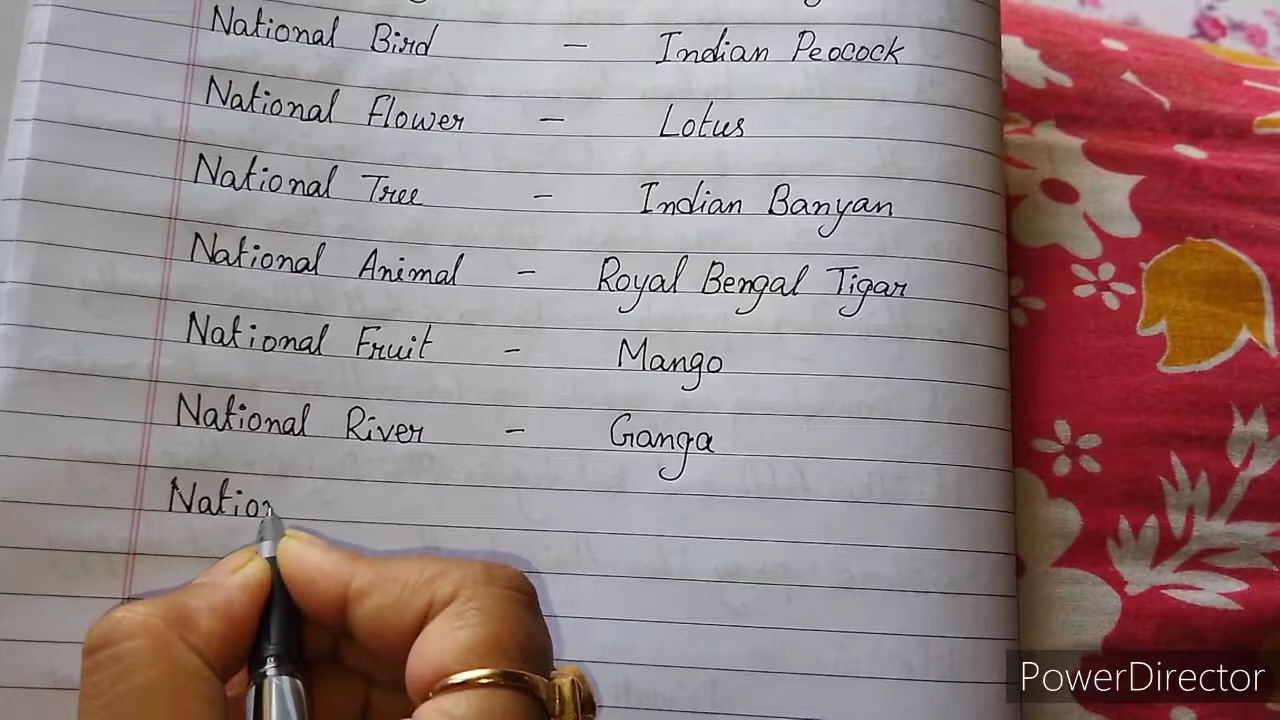 National Bird - Indian Peocock
National Flower - Lotus
National Tree - Indian Banyan
National Animal - Royal Bengal Tigar
National Fruit - Mango
National River - Ganga
Nation
PowerDirector